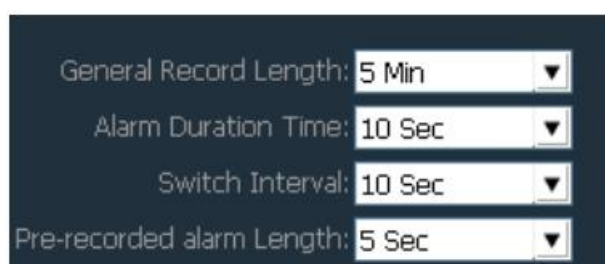 General Record Length: 5 Min
Alarm Duration Time: 10 Sec
Switch Interval: 10 Sec
Pre-recorded alarm Length: 5 Sec